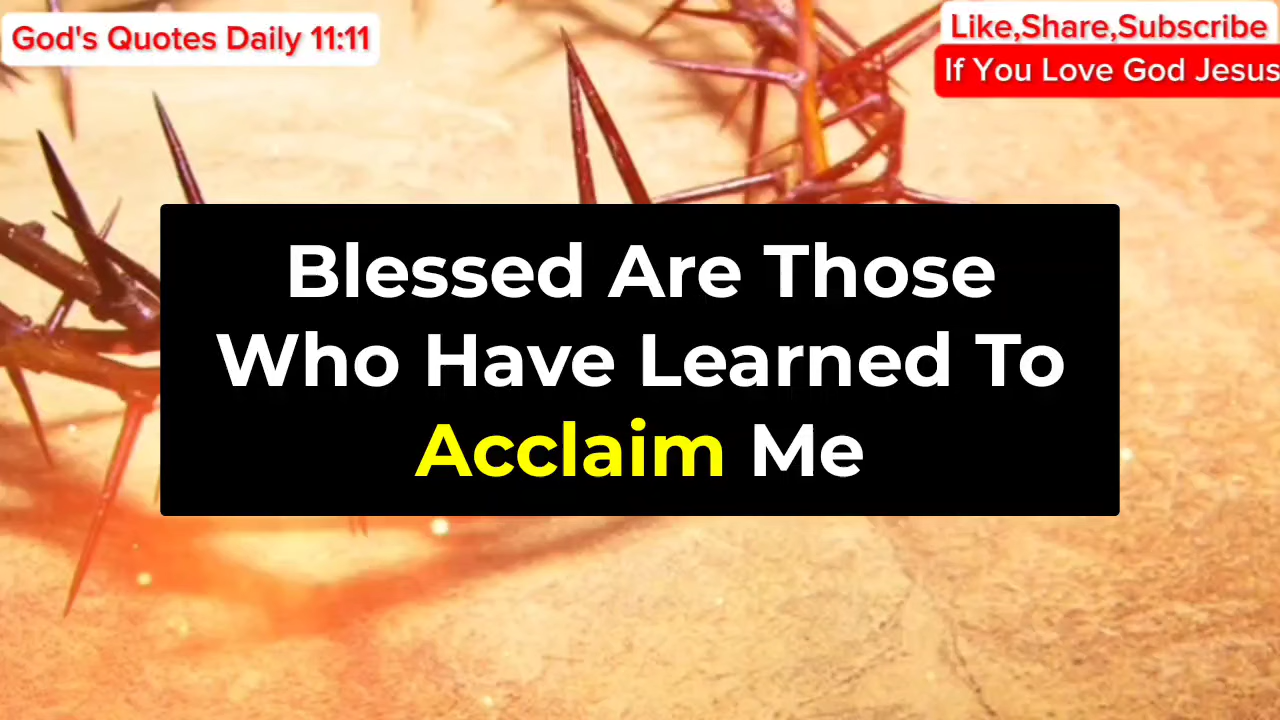 God's Quotes Daily 11:11
Like,Share,Subscribe
If You Love God Jesus
Blessed Are Those
Who Have Learned To
Acclaim Me